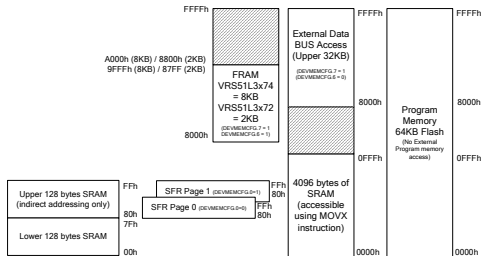 FFFFh
A000h (8KB) / 8800h (2KB)
9FFFh (8KB) / 87FF (2KB)
FRAM
VRS51L3x74
= 8KB
VRS51L3x72
= 2KB
(DEVMEMCFG.7 = 1
DEVMEMCFG.6 = 1)
8000h
External Data
BUS Access
(Upper 32KB)
(DEVMEMCFG.7 = 1
(DEVMEMCFG.6 = 0)
FFFFh
8000h
0FFFh
4096 bytes of
SRAM
(accessible
using MOVX
instruction)
0000h
Program
Memory
64KB Flash
(No External
Program memory
access)
FFFFh
8000h
0000h
Upper 128 bytes SRAM
(indirect addressing only)
FFh
80h
Lower 128 bytes SRAM
7Fh
00h
SFR Page 1 (DEVMEMCFG.0=1)
FFh
80h
SFR Page 0 (DEVMEMCFG.0=0)
FFh
80h